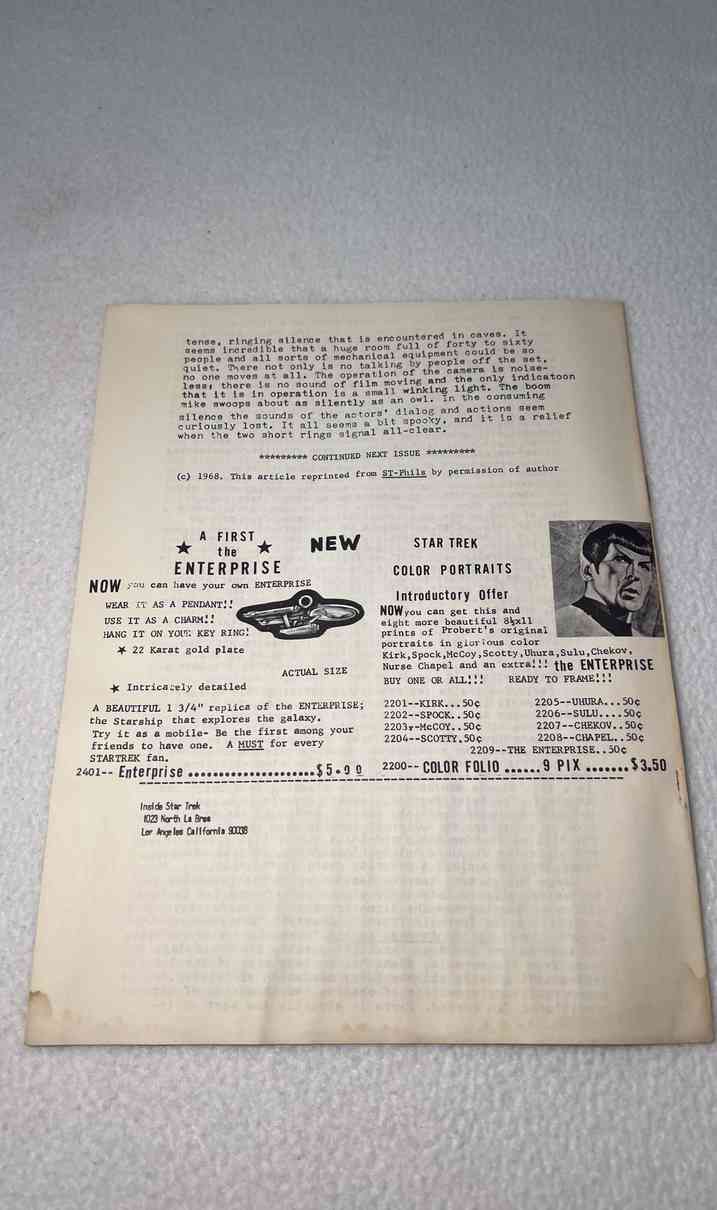 tense, ringing silence that is encountered in caves. It
seems incredible that a huge room full of forty to sixty
people and all sorts of mechanical equipment could be so
quiet. There not only is no talking by people off the set,
no one moves at all. The operation of the camera is noise-
less; there is no sound of film moving and the only indicatoon
that it is in operation is a small winking light. The boom
mike swoops about as silently as an owl. In the consuming
silence the sounds of the actors' dialog and actions seem
curiously lost. It all seems a bit spooky, and it is a relief
when the two short rings signal all-clear.
********* CONTINUED NEXT ISSUE *********
(c) 1968. This article reprinted from ST-Phils by permission of author
★ A FIRST ★
the
ENTERPRISE
NEW
NOW you can have your own ENTERPRISE
WEAR IT AS A PENDANT!!
USE IT AS A CHARM!!
HANG IT ON YOUR KEY RING!
★ 22 Karat gold plate
ACTUAL SIZE
★ Intricately detailed
A BEAUTIFUL 1 3/4" replica of the ENTERPRISE;
the Starship that explores the galaxy.
Try it as a mobile- Be the first among your
friends to have one. A MUST for every
STARTREK fan.
2401-- Enterprise ....................$5.00
STAR TREK
COLOR PORTRAITS
Introductory Offer
NOW you can get this and
eight more beautiful 8½x11
prints of Probert's original
portraits in glorious color
Kirk,Spock,McCoy,Scotty,Uhura,Sulu,Chekov,
Nurse Chapel and an extra!!! the ENTERPRISE
BUY ONE OR ALL!!! READY TO FRAME!!!
2201--KIRK...50¢ 2205--UHURA...50¢
2202--SPOCK..50¢ 2206--SULU....50¢
2203--McCOY..50¢ 2207--CHEKOV..50¢
2204--SCOTTY.50¢ 2208--CHAPEL..50¢
2209--THE ENTERPRISE..50¢
2200-- COLOR FOLIO ......9 PIX .......$3.50
Inside Star Trek
1023 North La Brea
Lor Angeles California 90038